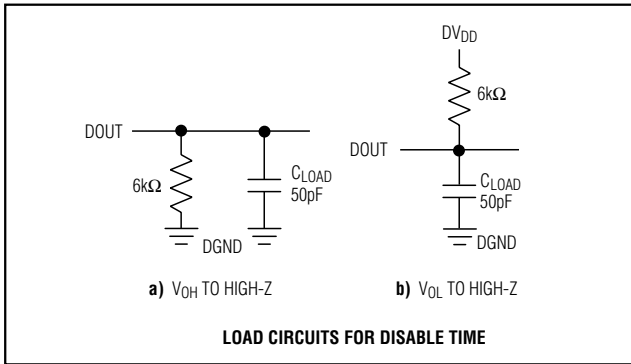 DOUT
6kΩ
C_LOAD
50pF
DGND
a) V_OH TO HIGH-Z
DV_DD
6kΩ
DOUT
C_LOAD
50pF
DGND
b) V_OL TO HIGH-Z
LOAD CIRCUITS FOR DISABLE TIME